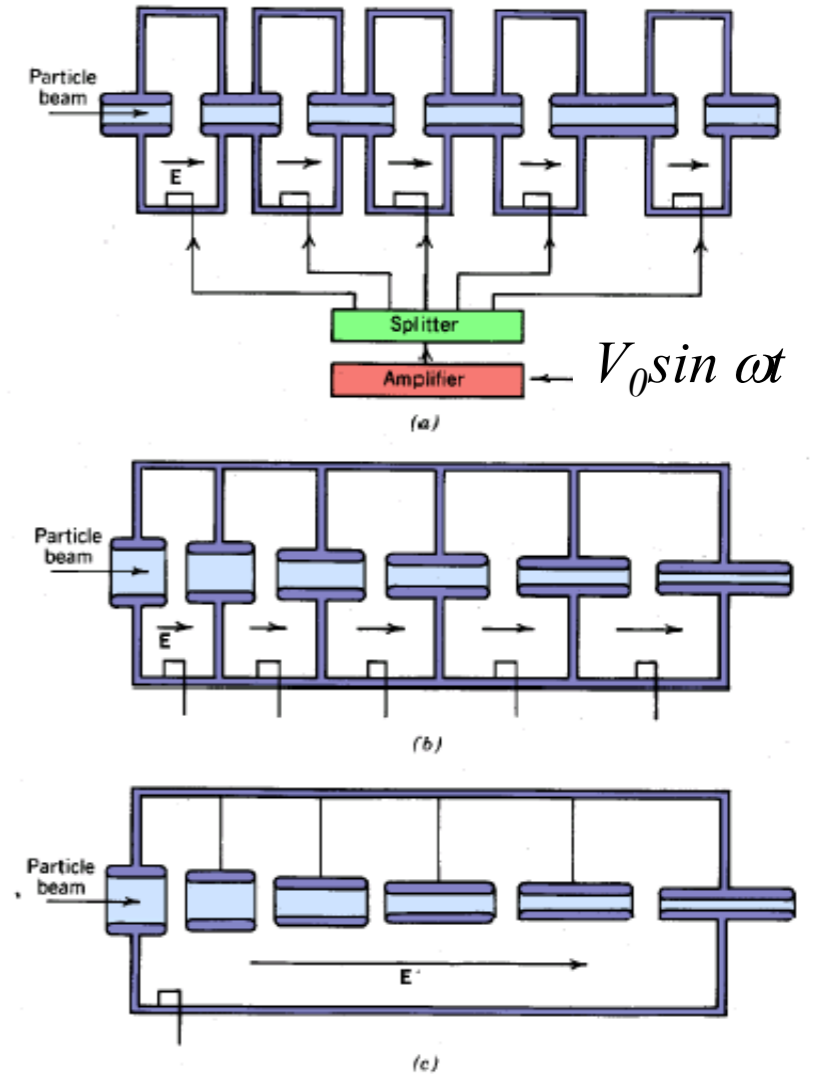 Particle
beam
E
Splitter
Amplifier
V₀sin ωt
(a)
Particle
beam
E
(b)
Particle
beam
E
(c)